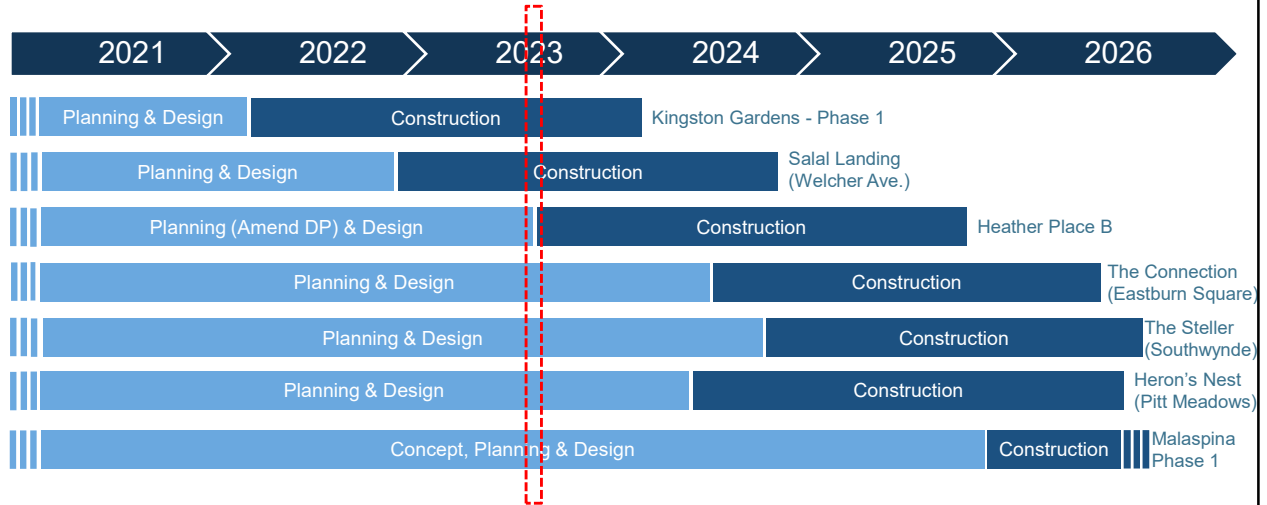 2021 2022 2023 2024 2025 2026
Planning & Design Construction Kingston Gardens - Phase 1
Planning & Design Construction Salal Landing
(Welcher Ave.)
Planning (Amend DP) & Design Construction Heather Place B
Planning & Design Construction The Connection
(Eastburn Square)
Planning & Design Construction The Steller
(Southwynde)
Planning & Design Construction Heron's Nest
(Pitt Meadows)
Concept, Planning & Design Construction Malaspina
Phase 1